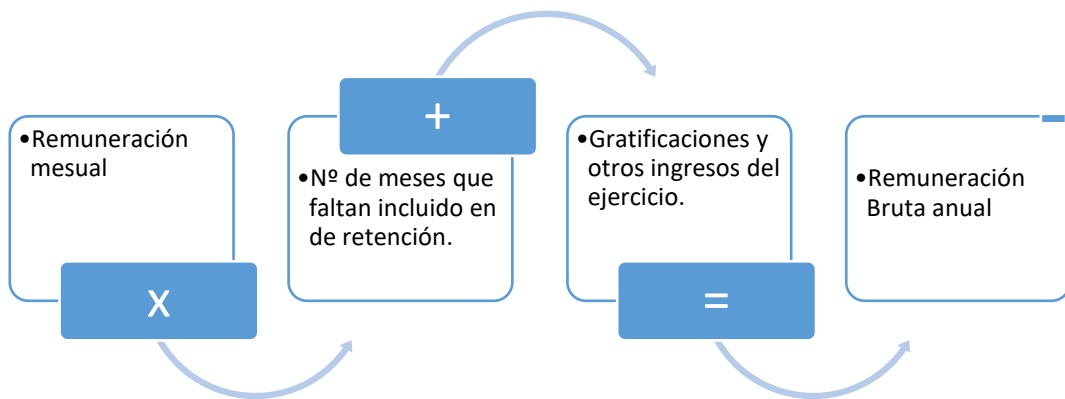 •Remuneración
mesual
x
+
•Nº de meses que
faltan incluido en
de retención.
•Gratificaciones y
otros ingresos del
ejercicio.
=
•Remuneración
Bruta anual